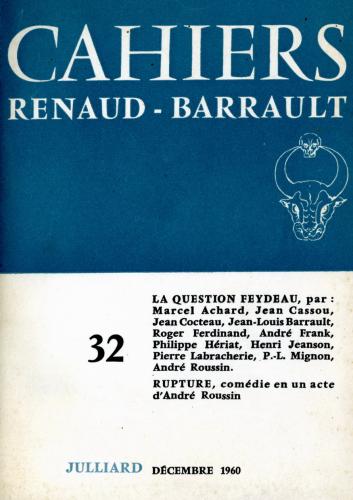 CAHIERS
RENAUD - BARRAULT
LA QUESTION FEYDEAU, par :
Marcel Achard, Jean Cassou,
Jean Cocteau, Jean-Louis Barrault,
Roger Ferdinand, André Frank,
Philippe Hériat, Henri Jeanson,
Pierre Labracherie, P.-L. Mignon,
André Roussin.
32
RUPTURE, comédie en un acte
d'André Roussin
JULLIARD DÉCEMBRE 1960